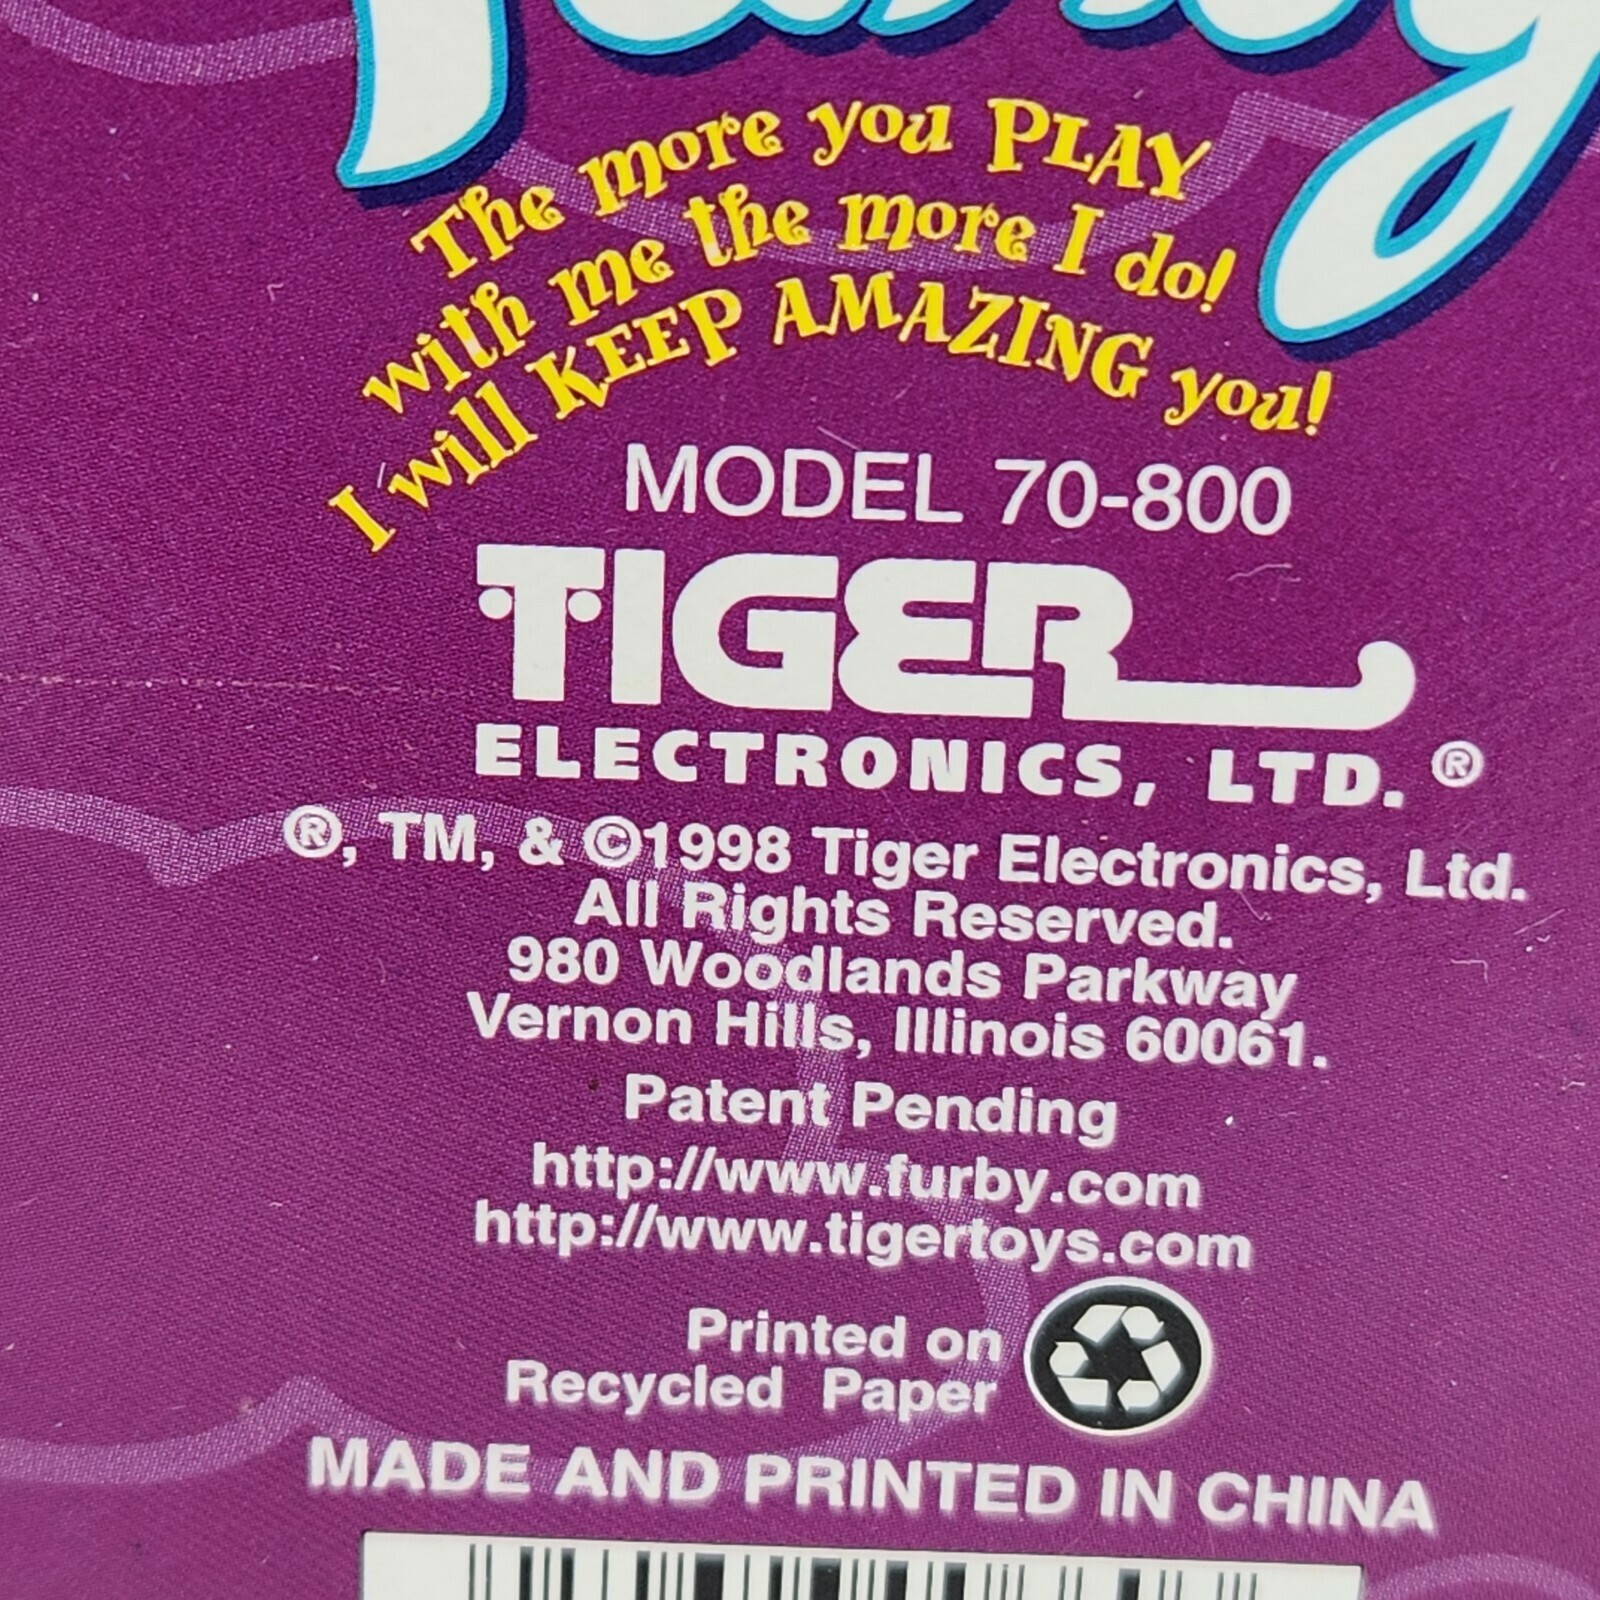 Furby
The more you PLAY
with me the more I do!
I will KEEP AMAZING you!
MODEL 70-800
TIGER
ELECTRONICS, LTD.®
®, TM, & ©1998 Tiger Electronics, Ltd.
All Rights Reserved.
980 Woodlands Parkway
Vernon Hills, Illinois 60061.
Patent Pending
http://www.furby.com
http://www.tigertoys.com
Printed on
Recycled Paper
MADE AND PRINTED IN CHINA